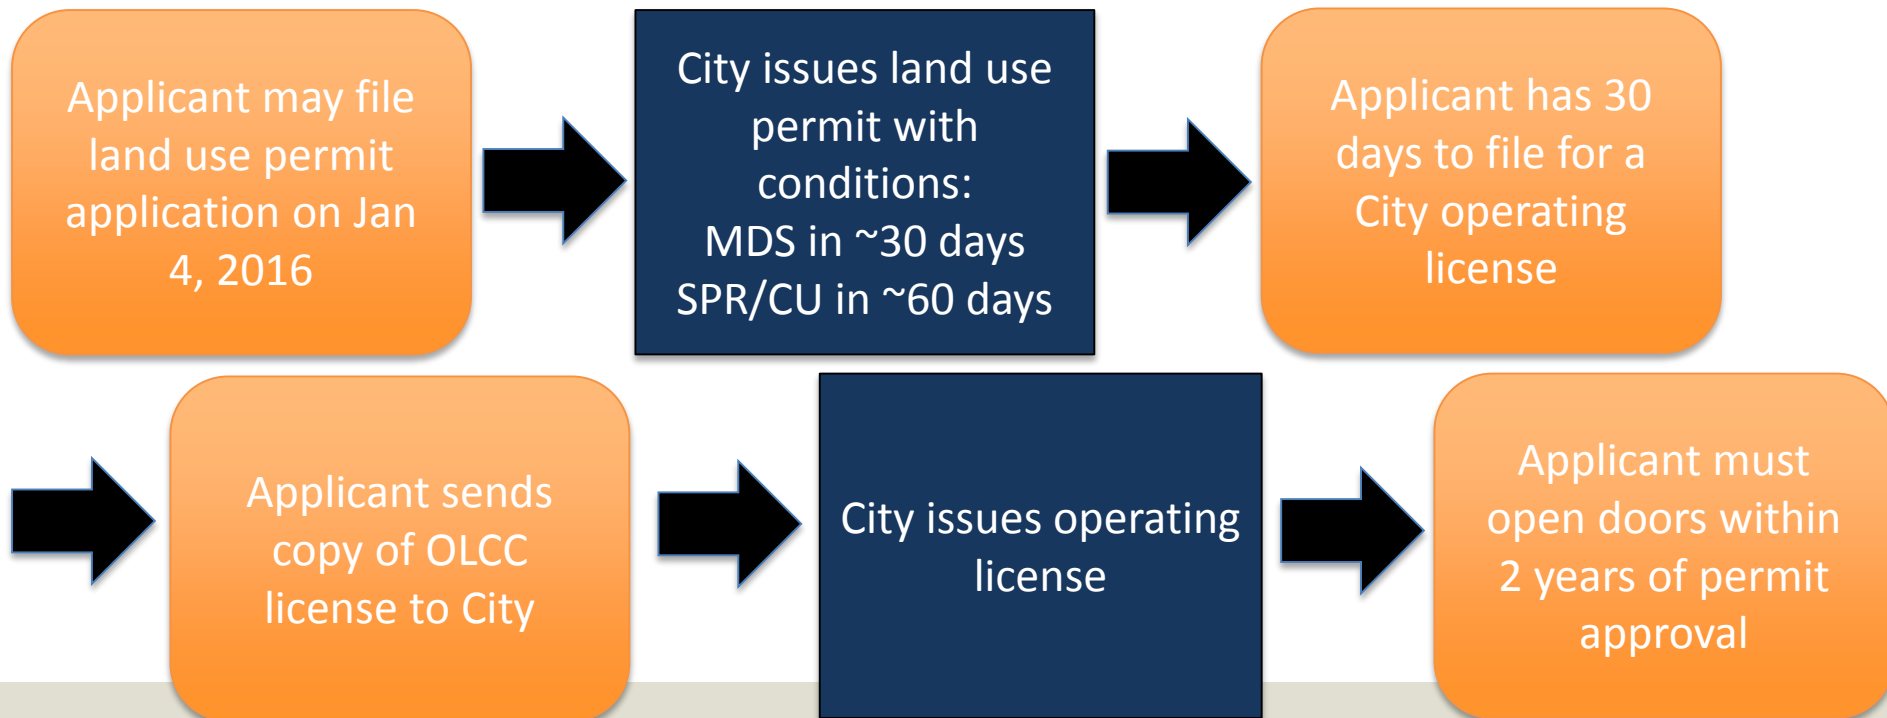 Applicant may file
land use permit
application on Jan
4, 2016
City issues land use
permit with
conditions:
MDS in ~30 days
SPR/CU in ~60 days
Applicant has 30
days to file for a
City operating
license
Applicant sends
copy of OLCC
license to City
City issues operating
license
Applicant must
open doors within
2 years of permit
approval